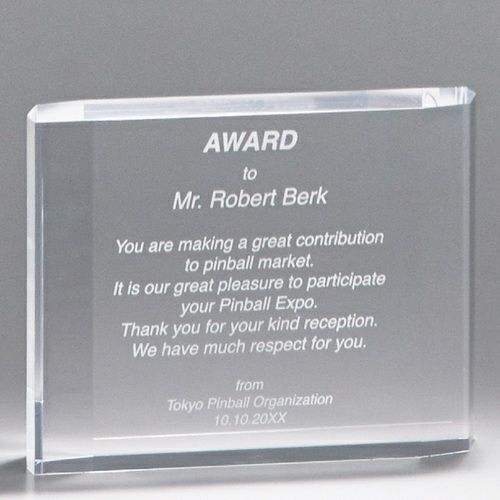 AWARD
to
Mr. Robert Berk
You are making a great contribution
to pinball market.
It is our great pleasure to participate
your Pinball Expo.
Thank you for your kind reception.
We have much respect for you.
from
Tokyo Pinball Organization
10.10.20XX